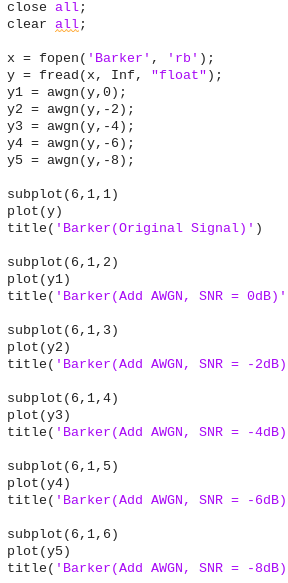 close all;
clear all;
x = fopen('Barker', 'rb');
y = fread(x, Inf, "float");
y1 = awgn(y,0);
y2 = awgn(y,-2);
y3 = awgn(y,-4);
y4 = awgn(y,-6);
y5 = awgn(y,-8);
subplot(6,1,1)
plot(y)
title('Barker(Original Signal)')
subplot(6,1,2)
plot(y1)
title('Barker(Add AWGN, SNR = 0dB)'
subplot(6,1,3)
plot(y2)
title('Barker(Add AWGN, SNR = -2dB)
subplot(6,1,4)
plot(y3)
title('Barker(Add AWGN, SNR = -4dB)
subplot(6,1,5)
plot(y4)
title('Barker(Add AWGN, SNR = -6dB)
subplot(6,1,6)
plot(y5)
title('Barker(Add AWGN, SNR = -8dB)